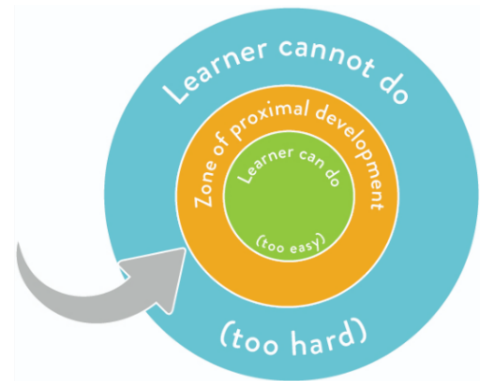 Learner cannot do
Zone of proximal development
Learner can do
(too easy)
(too hard)